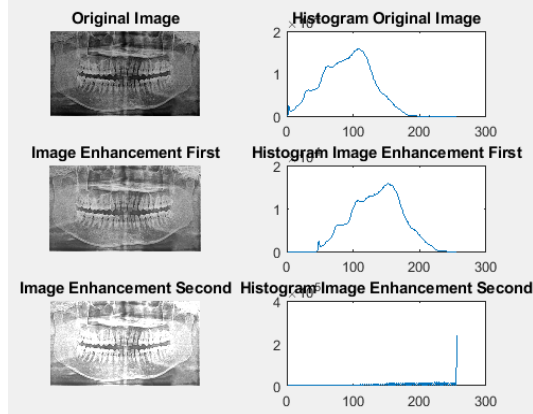 Original Image
Histogram Original Image
2
1
0
0 100 200 300
Image Enhancement First
Histogram Image Enhancement First
2
1
0
0 100 200 300
Image Enhancement Second
Histogram Image Enhancement Second
4
2
0
0 100 200 300